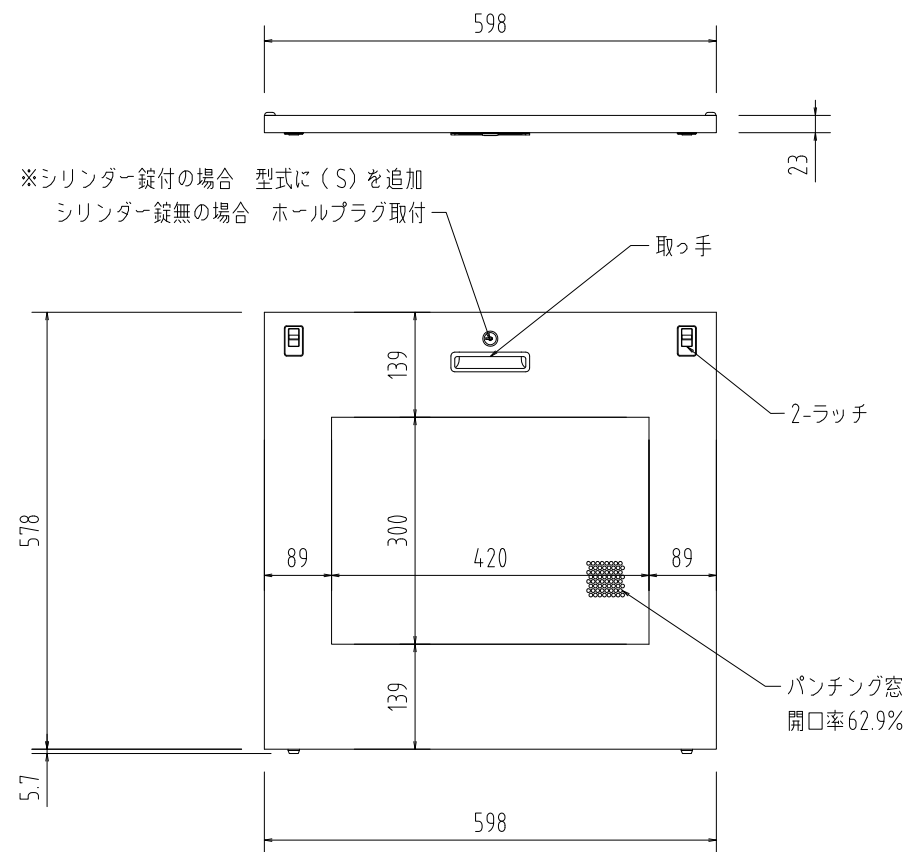 598
23
※シリンダー錠付の場合　型式に（S）を追加
シリンダー錠無の場合　ホールプラグ取付
取っ手
139
2-ラッチ
578
300
89
420
89
139
パンチング窓
開口率62.9%
5.7
598